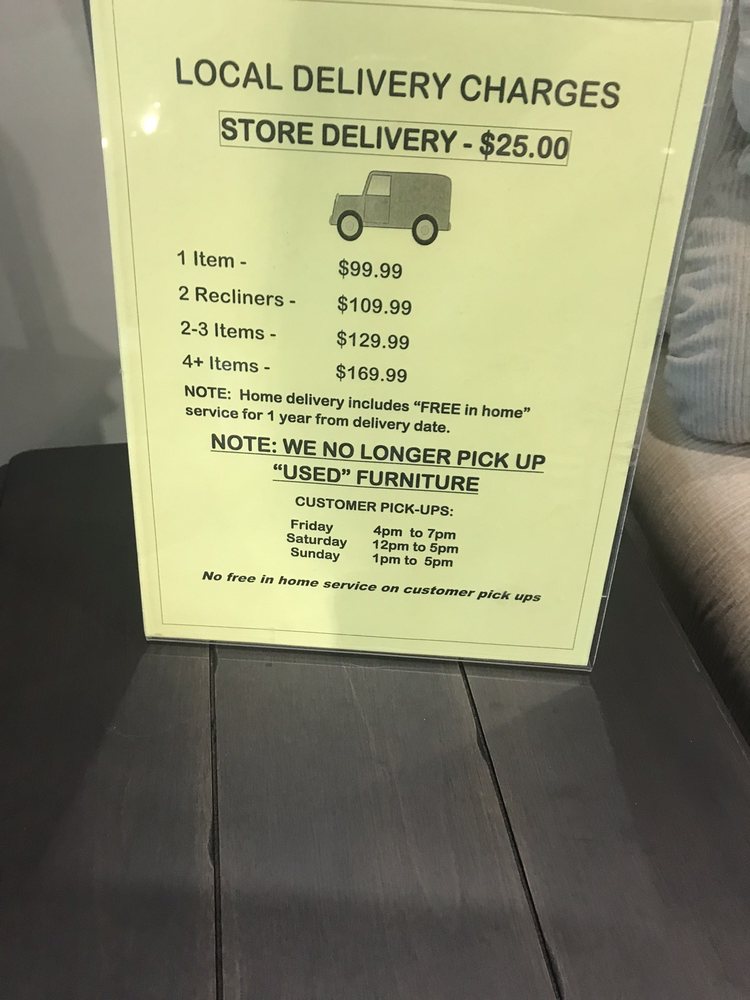 LOCAL DELIVERY CHARGES
STORE DELIVERY - $25.00
1 Item - $99.99
2 Recliners - $109.99
2-3 Items - $129.99
4+ Items - $169.99
NOTE: Home delivery includes “FREE in home”
service for 1 year from delivery date.
NOTE: WE NO LONGER PICK UP
“USED” FURNITURE
CUSTOMER PICK-UPS:
Friday 4pm to 7pm
Saturday 12pm to 5pm
Sunday 1pm to 5pm
No free in home service on customer pick ups